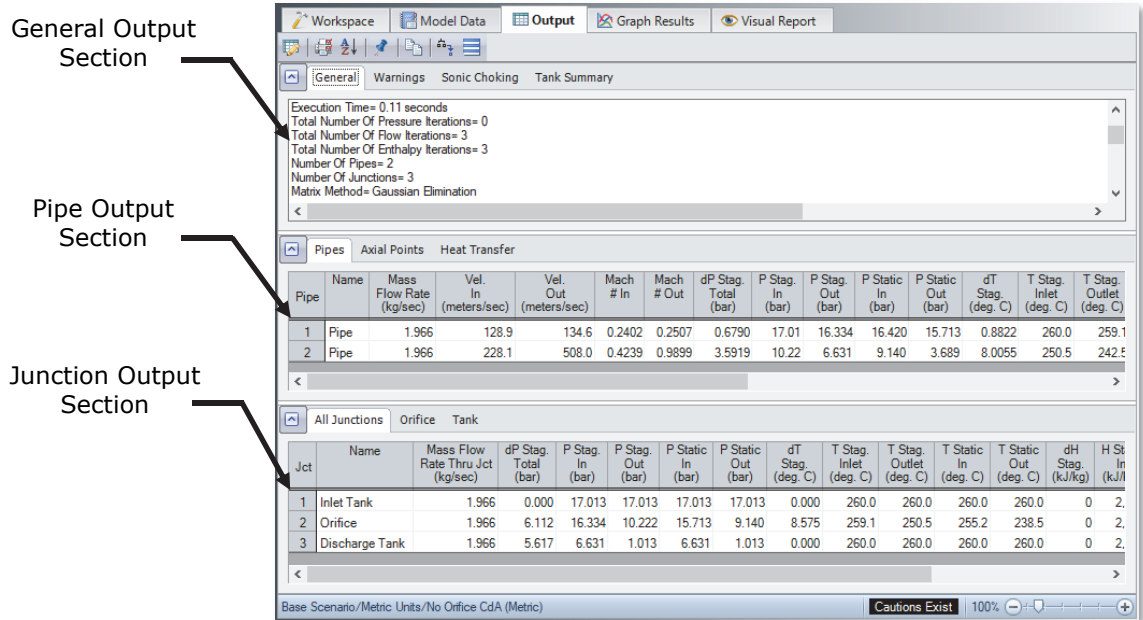 General Output
Section
Pipe Output
Section
Junction Output
Section
Workspace Model Data Output Graph Results Visual Report
General Warnings Sonic Choking Tank Summary
Execution Time= 0.11 seconds
Total Number Of Pressure Iterations= 0
Total Number Of Flow Iterations= 3
Total Number Of Enthalpy Iterations= 3
Number Of Pipes= 2
Number Of Junctions= 3
Matrix Method= Gaussian Elimination
Pipes Axial Points Heat Transfer
Pipe Name Mass Flow Rate (kg/sec) Vel. In (meters/sec) Vel. Out (meters/sec) Mach # In Mach # Out dP Stag. Total (bar) P Stag. In (bar) P Stag. Out (bar) P Static In (bar) P Static Out (bar) dT Stag. (deg. C) T Stag. Inlet (deg. C) T Stag. Outlet (deg. C)
1 Pipe 1.966 128.9 134.6 0.2402 0.2507 0.6790 17.01 16.334 16.420 15.713 0.8822 260.0 259.1
2 Pipe 1.966 228.1 508.0 0.4239 0.9899 3.5919 10.22 6.631 9.140 3.689 8.0055 250.5 242.5
All Junctions Orifice Tank
Jct Name Mass Flow Rate Thru Jct (kg/sec) dP Stag. Total (bar) P Stag. In (bar) P Stag. Out (bar) P Static In (bar) P Static Out (bar) dT Stag. (deg. C) T Stag. Inlet (deg. C) T Stag. Outlet (deg. C) T Static In (deg. C) T Static Out (deg. C) dH Stag. (kJ/kg) H St In (kJ/
1 Inlet Tank 1.966 0.000 17.013 17.013 17.013 17.013 0.000 260.0 260.0 260.0 260.0 0 2,
2 Orifice 1.966 6.112 16.334 10.222 15.713 9.140 8.575 259.1 250.5 255.2 238.5 0 2,
3 Discharge Tank 1.966 5.617 6.631 1.013 6.631 1.013 0.000 260.0 260.0 260.0 260.0 0 2,
Base Scenario/Metric Units/No Orifice CdA (Metric) Cautions Exist 100%